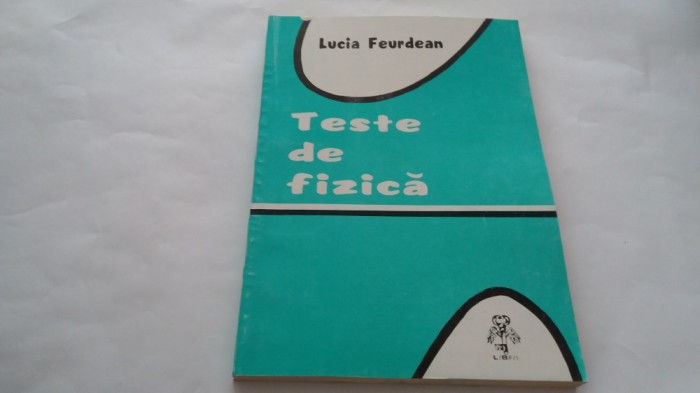 Lucia Feurdean
Teste
de
fizică